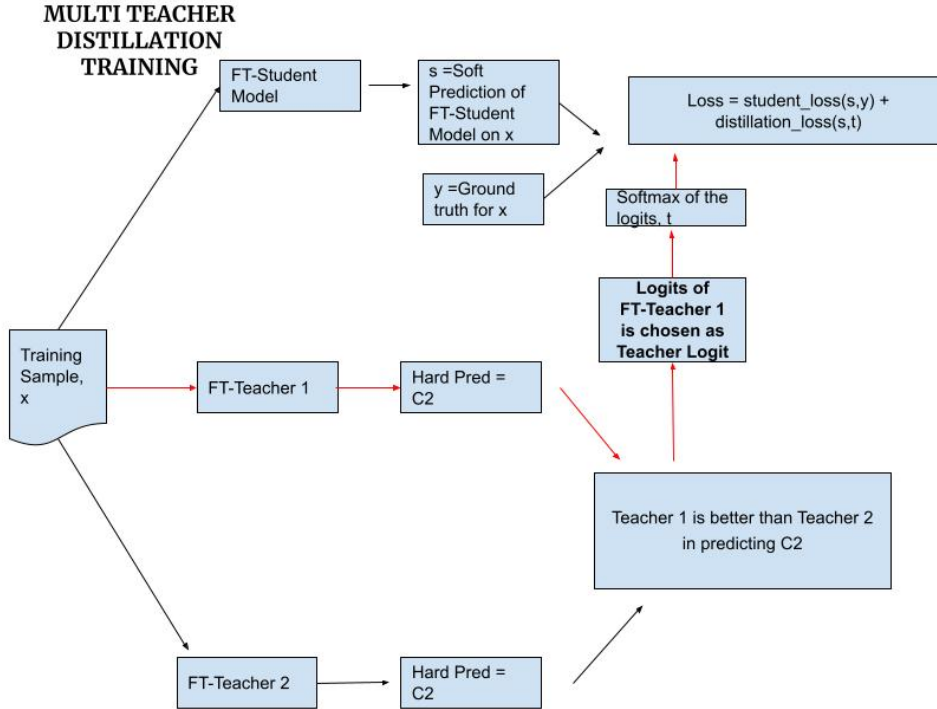 MULTI TEACHER
DISTILLATION
TRAINING
FT-Student
Model
s =Soft
Prediction of
FT-Student
Model on x
Loss = student_loss(s,y) +
distillation_loss(s,t)
y =Ground
truth for x
Softmax of the
logits, t
Logits of
FT-Teacher 1
is chosen as
Teacher Logit
Training
Sample,
x
FT-Teacher 1
Hard Pred =
C2
Teacher 1 is better than Teacher 2
in predicting C2
FT-Teacher 2
Hard Pred =
C2